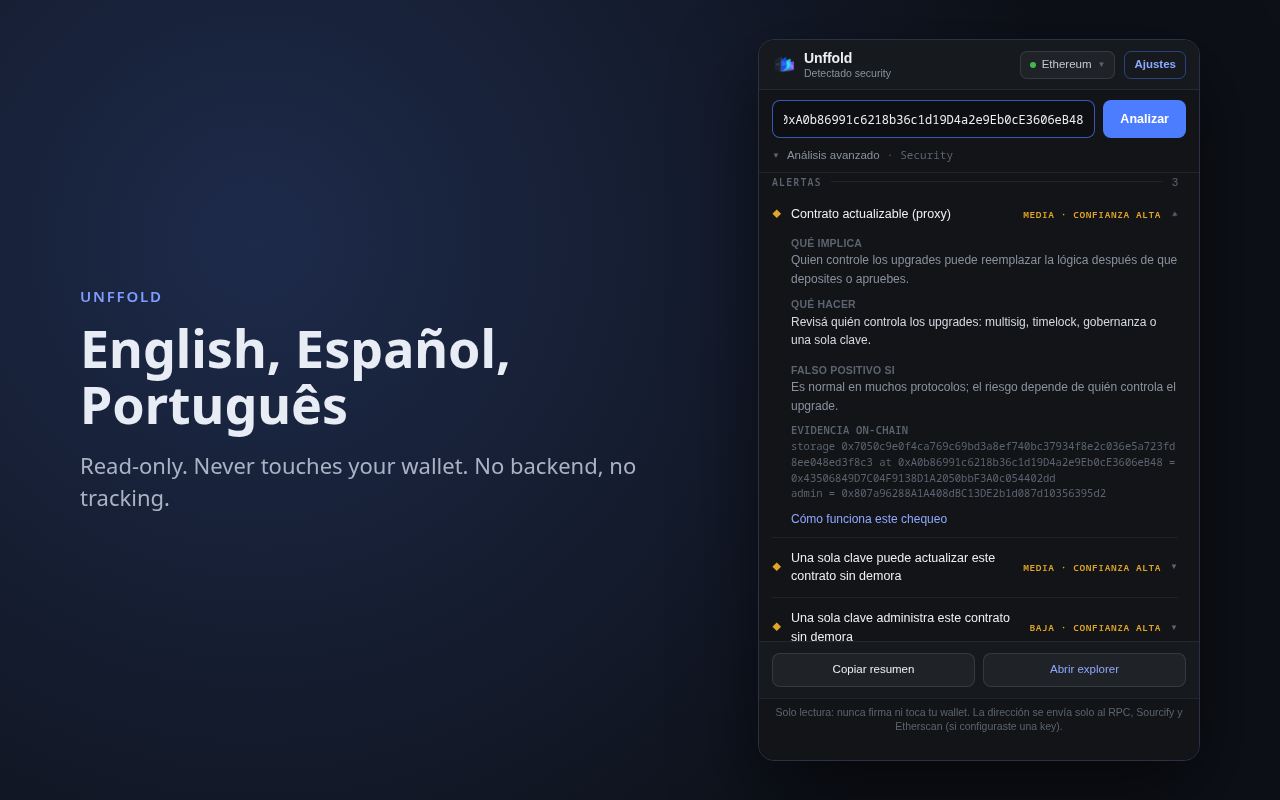 UNFFOLD
English, Español,
Português
Read-only. Never touches your wallet. No backend, no
tracking.
Unffold
Detectado security
Ethereum
Ajustes
0xA0b86991c6218b36c1d19D4a2e9Eb0cE3606eB48
Analizar
Análisis avanzado · Security
ALERTAS 3
Contrato actualizable (proxy) MEDIA · CONFIANZA ALTA
QUÉ IMPLICA
Quien controle los upgrades puede reemplazar la lógica después de que
deposites o apruebes.
QUÉ HACER
Revisá quién controla los upgrades: multisig, timelock, gobernanza o
una sola clave.
FALSO POSITIVO SI
Es normal en muchos protocolos; el riesgo depende de quién controla el
upgrade.
EVIDENCIA ON-CHAIN
storage 0x7050c9e0f4ca769c69bd3a8ef740bc37934f8e2c036e5a723fd
8ee048ed3f8c3 at 0xA0b86991c6218b36c1d19D4a2e9Eb0cE3606eB48 =
0x43506849D7C04F9138D1A2050bbF3A0c054402dd
admin = 0x807a96288A1A408dBC13DE2b1d087d10356395d2
Cómo funciona este chequeo
Una sola clave puede actualizar este
contrato sin demora
MEDIA · CONFIANZA ALTA
Una sola clave administra este contrato
sin demora
BAJA · CONFIANZA ALTA
Copiar resumen
Abrir explorer
Solo lectura: nunca firma ni toca tu wallet. La dirección se envía solo al RPC, Sourcify y
Etherscan (si configuraste una key).